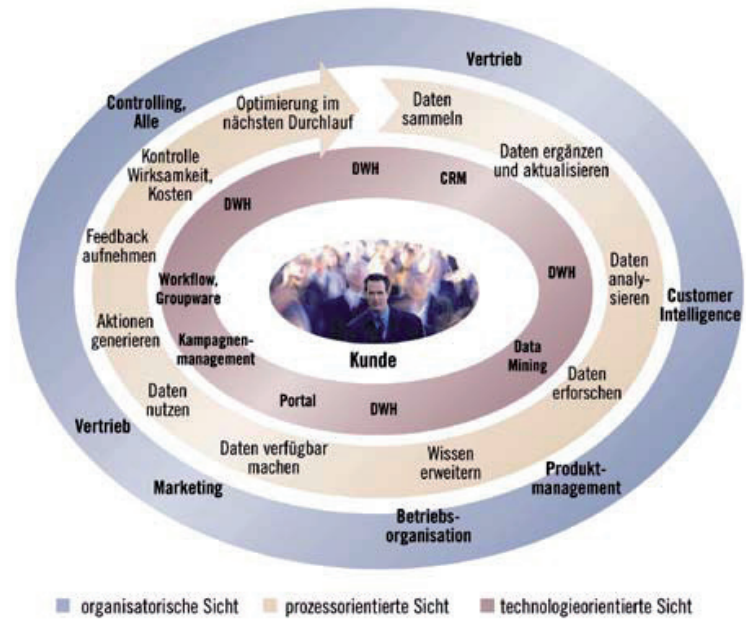 Vertrieb
Controlling,
Alle
Optimierung im
nächsten Durchlauf
Daten
sammeln
Daten ergänzen
und aktualisieren
Kontrolle
Wirksamkeit,
Kosten
DWH
CRM
DWH
Feedback
aufnehmen
Daten
analy-
sieren
DWH
Workflow,
Groupware
Customer
Intelligence
Aktionen
generieren
Kampagnen-
management
Kunde
Data
Mining
Daten
erforschen
Daten
nutzen
Portal
DWH
Vertrieb
Daten verfügbar
machen
Wissen
erweitern
Marketing
Produkt-
management
Betriebs-
organisation
organisatorische Sicht
prozessorientierte Sicht
technologieorientierte Sicht